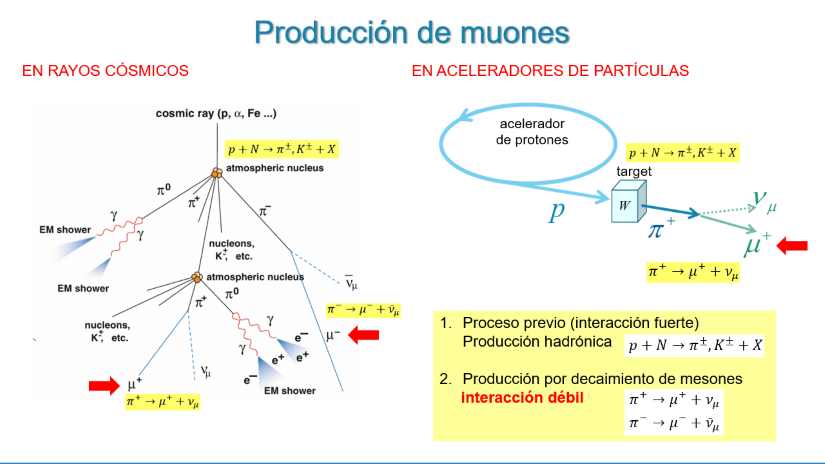 Producción de muones
EN RAYOS CÓSMICOS
cosmic ray (p, α, Fe ...)
p + N → π±, K± + X
atmospheric nucleus
π⁰
π⁺
π⁻
γ
γ
EM shower
EM shower
nucleons,
K±, etc.
atmospheric nucleus
π⁺
π⁰
ν̄μ
π⁻ → μ⁻ + ν̄μ
nucleons,
K±, etc.
γ
γ
e⁻
e⁺
e⁺
e⁻
μ⁻
νμ
μ⁺
EM shower
π⁺ → μ⁺ + νμ
EN ACELERADORES DE PARTÍCULAS
acelerador
de protones
p + N → π±, K± + X
target
W
p
π⁺
νμ
μ⁺
π⁺ → μ⁺ + νμ
1. Proceso previo (interacción fuerte)
Producción hadrónica p + N → π±, K± + X
2. Producción por decaimiento de mesones
interacción débil π⁺ → μ⁺ + νμ
π⁻ → μ⁻ + ν̄μ